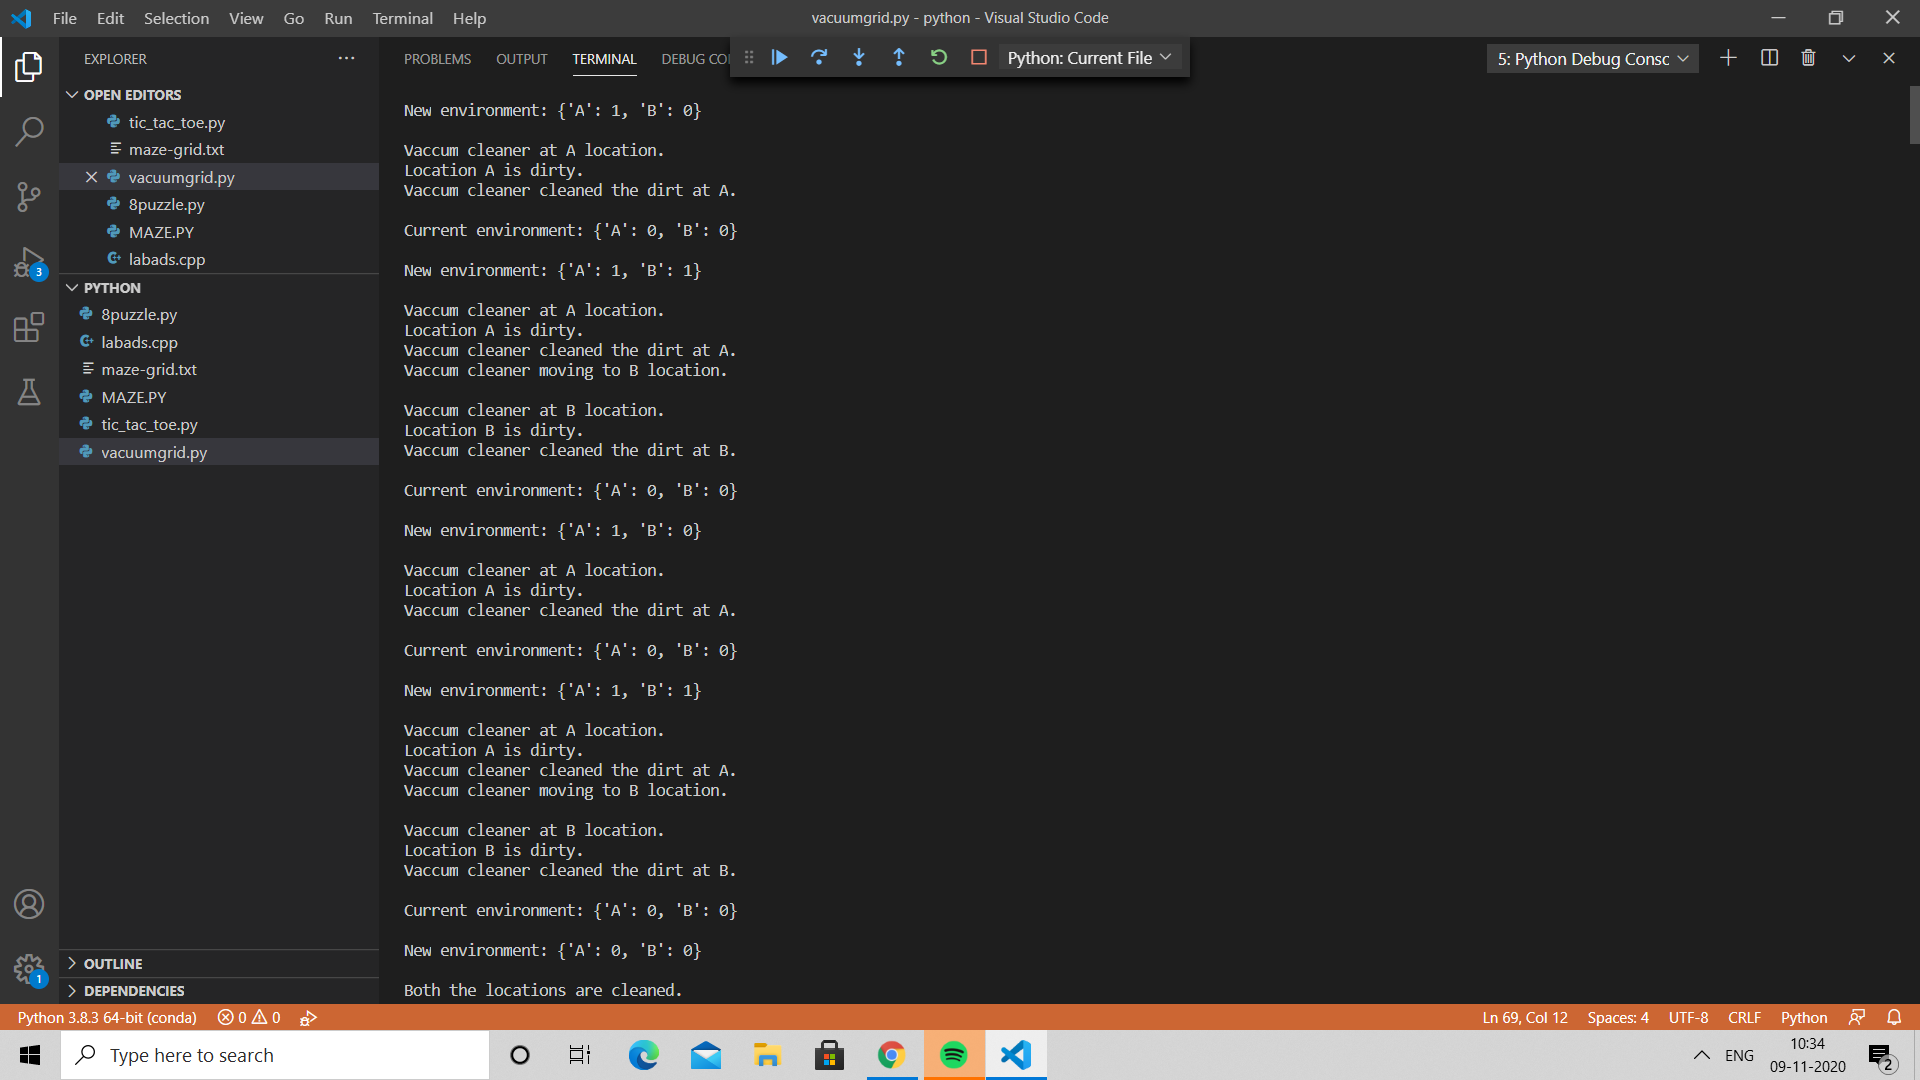 File Edit Selection View Go Run Terminal Help
vacuumgrid.py - python - Visual Studio Code
EXPLORER
OPEN EDITORS
tic_tac_toe.py
maze-grid.txt
vacuumgrid.py
8puzzle.py
MAZE.PY
labads.cpp
PYTHON
8puzzle.py
labads.cpp
maze-grid.txt
MAZE.PY
tic_tac_toe.py
vacuumgrid.py
OUTLINE
DEPENDENCIES
3
1
PROBLEMS OUTPUT TERMINAL DEBUG CO
Python: Current File
5: Python Debug Consc
New environment: {'A': 1, 'B': 0}
Vaccum cleaner at A location.
Location A is dirty.
Vaccum cleaner cleaned the dirt at A.
Current environment: {'A': 0, 'B': 0}
New environment: {'A': 1, 'B': 1}
Vaccum cleaner at A location.
Location A is dirty.
Vaccum cleaner cleaned the dirt at A.
Vaccum cleaner moving to B location.
Vaccum cleaner at B location.
Location B is dirty.
Vaccum cleaner cleaned the dirt at B.
Current environment: {'A': 0, 'B': 0}
New environment: {'A': 1, 'B': 0}
Vaccum cleaner at A location.
Location A is dirty.
Vaccum cleaner cleaned the dirt at A.
Current environment: {'A': 0, 'B': 0}
New environment: {'A': 1, 'B': 1}
Vaccum cleaner at A location.
Location A is dirty.
Vaccum cleaner cleaned the dirt at A.
Vaccum cleaner moving to B location.
Vaccum cleaner at B location.
Location B is dirty.
Vaccum cleaner cleaned the dirt at B.
Current environment: {'A': 0, 'B': 0}
New environment: {'A': 0, 'B': 0}
Both the locations are cleaned.
Python 3.8.3 64-bit (conda) 0 0
Ln 69, Col 12 Spaces: 4 UTF-8 CRLF Python
Type here to search
ENG
10:34
09-11-2020
2